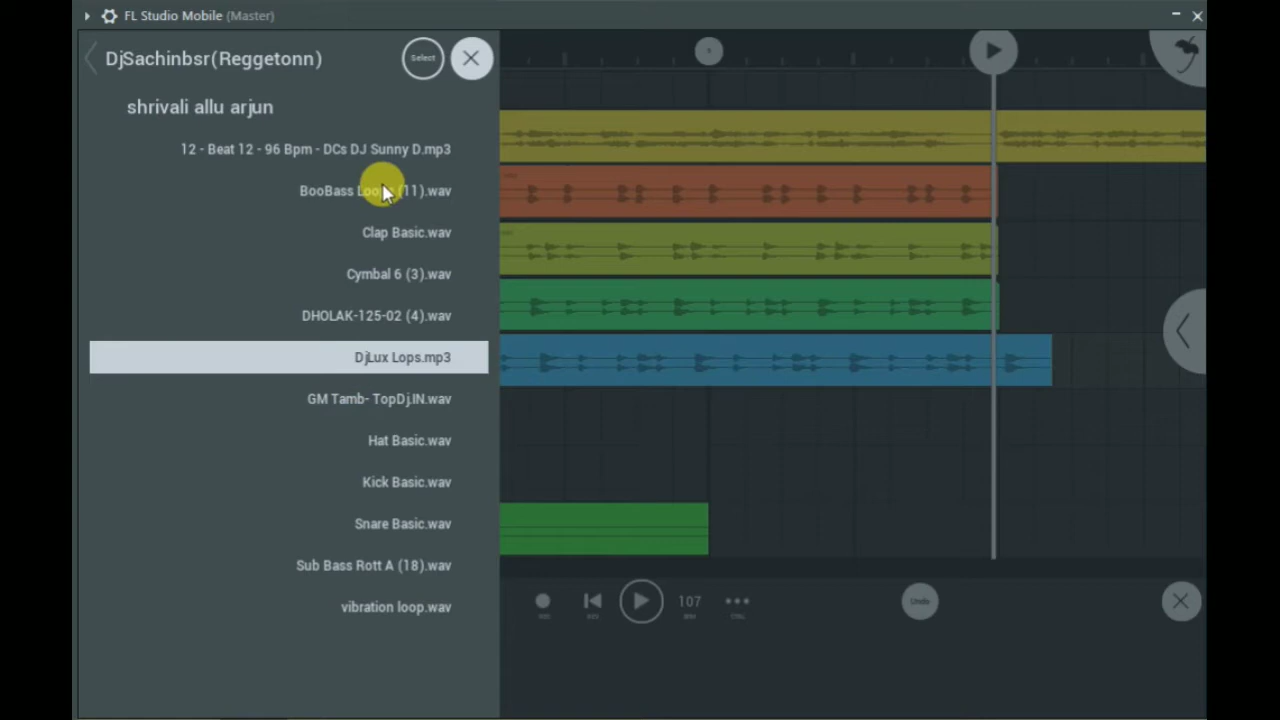 FL Studio Mobile (Master)
DjSachinbsr(Reggetonn)
Select
shrivali allu arjun
12 - Beat 12 - 96 Bpm - DCs DJ Sunny D.mp3
BooBass Loops (11).wav
Clap Basic.wav
Cymbal 6 (3).wav
DHOLAK-125-02 (4).wav
DjLux Lops.mp3
GM Tamb- TopDj.IN.wav
Hat Basic.wav
Kick Basic.wav
Snare Basic.wav
Sub Bass Rott A (18).wav
vibration loop.wav
107
BPM
Undo